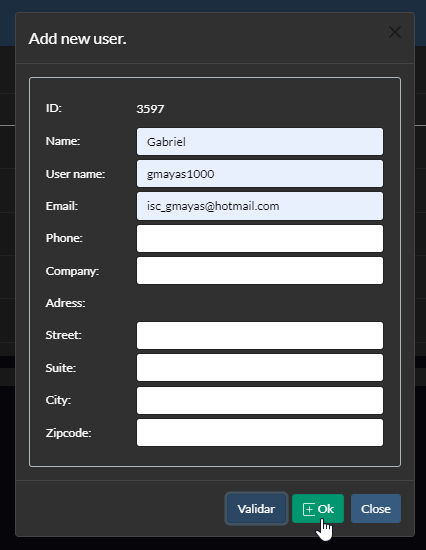 Add new user.
ID: 3597
Name: Gabriel
User name: gmayas1000
Email: isc_gmayas@hotmail.com
Phone:
Company:
Adress:
Street:
Suite:
City:
Zipcode:
Validar Ok Close